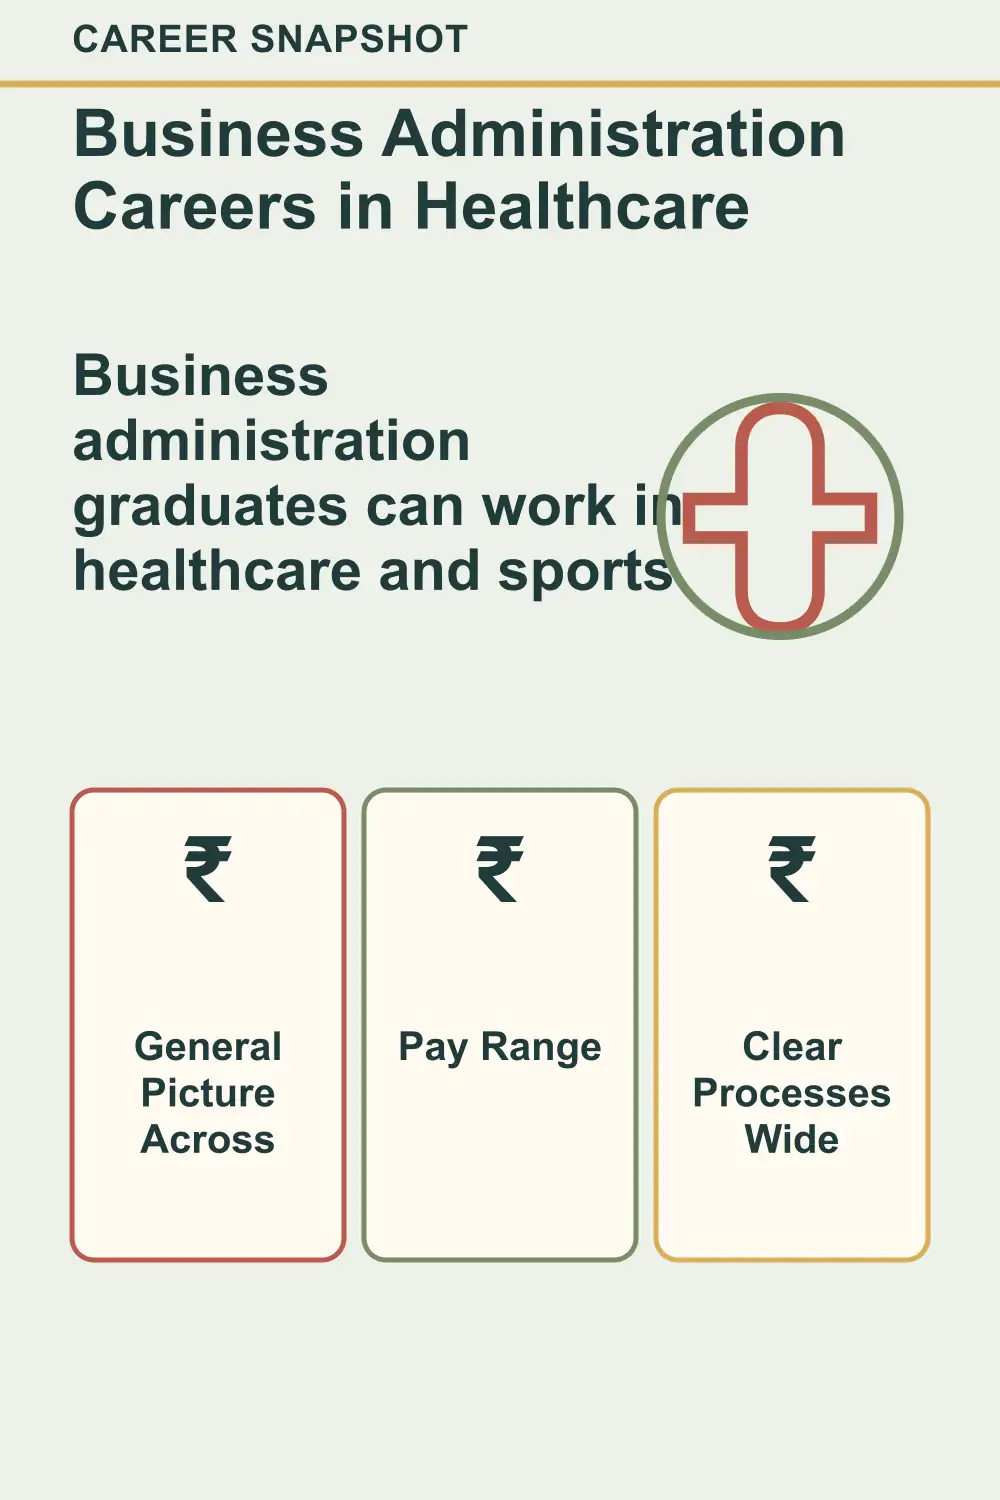 CAREER SNAPSHOT
Business Administration
Careers in Healthcare
Business
administration
graduates can work in
healthcare and sports
₹
₹
₹
General
Picture
Across
Pay Range
Clear
Processes
Wide